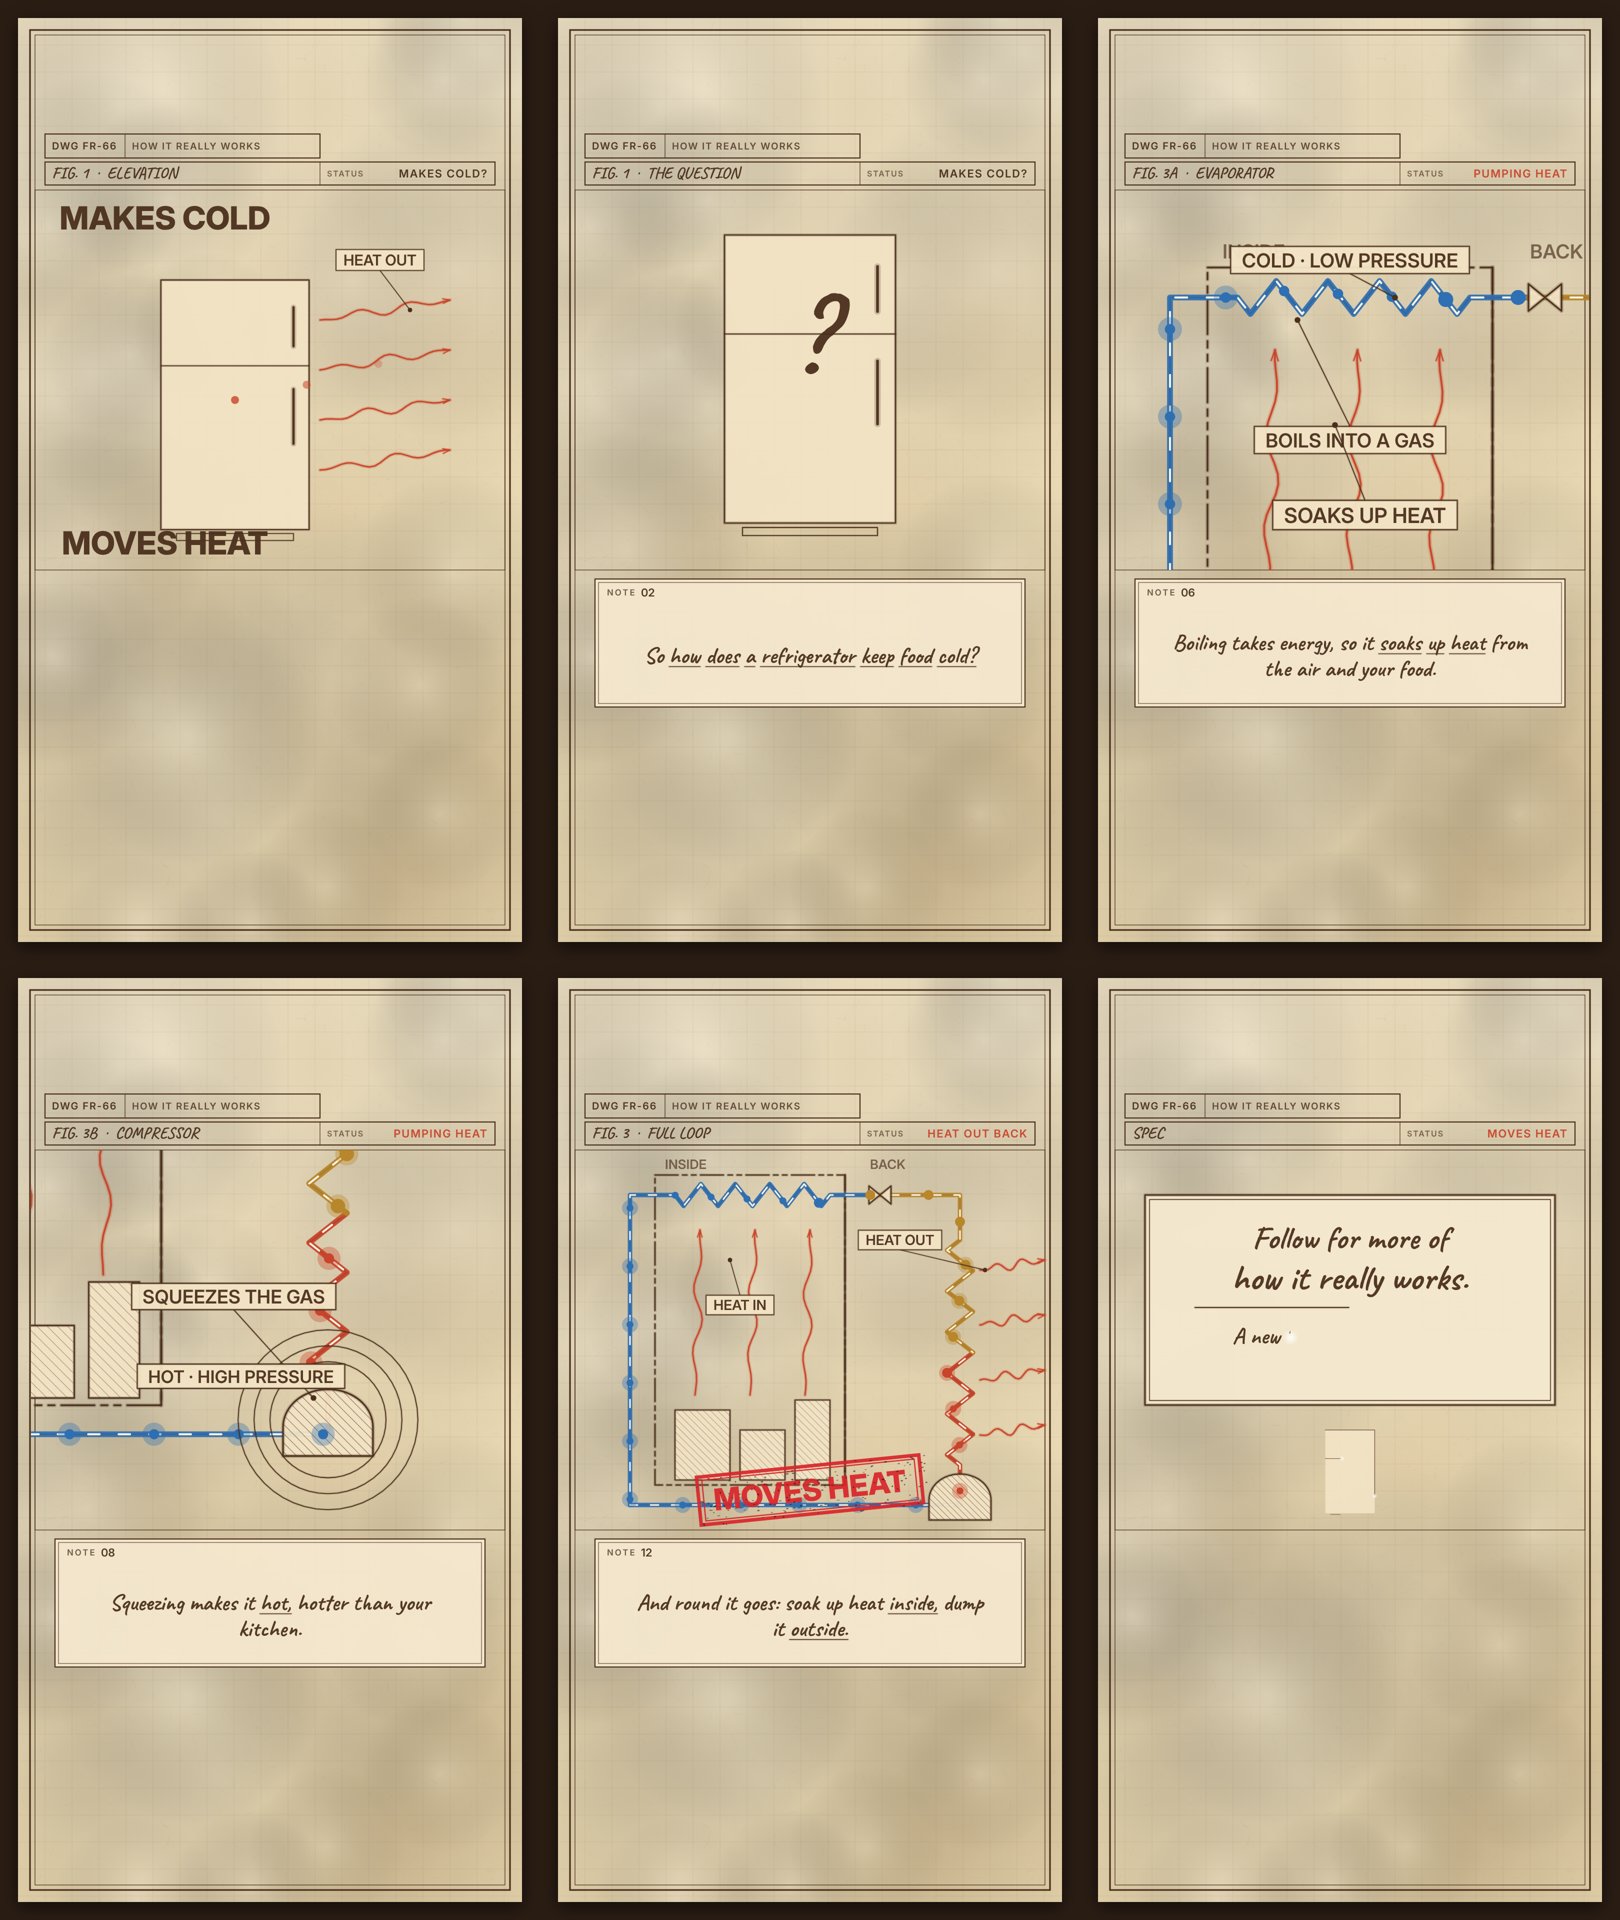 DWG FR-66 HOW IT REALLY WORKS
FIG. 1 · ELEVATION STATUS MAKES COLD?
MAKES COLD
HEAT OUT
MOVES HEAT
DWG FR-66 HOW IT REALLY WORKS
FIG. 1 · THE QUESTION STATUS MAKES COLD?
?
NOTE 02
So how does a refrigerator keep food cold?
DWG FR-66 HOW IT REALLY WORKS
FIG. 3A · EVAPORATOR STATUS PUMPING HEAT
BACK
COLD · LOW PRESSURE
BOILS INTO A GAS
SOAKS UP HEAT
NOTE 06
Boiling takes energy, so it soaks up heat from
the air and your food.
DWG FR-66 HOW IT REALLY WORKS
FIG. 3B · COMPRESSOR STATUS PUMPING HEAT
SQUEEZES THE GAS
HOT · HIGH PRESSURE
NOTE 08
Squeezing makes it hot, hotter than your
kitchen.
DWG FR-66 HOW IT REALLY WORKS
FIG. 3 · FULL LOOP STATUS HEAT OUT BACK
INSIDE BACK
HEAT OUT
HEAT IN
MOVES HEAT
NOTE 12
And round it goes: soak up heat inside, dump
it outside.
DWG FR-66 HOW IT REALLY WORKS
SPEC STATUS MOVES HEAT
Follow for more of
how it really works.
A new